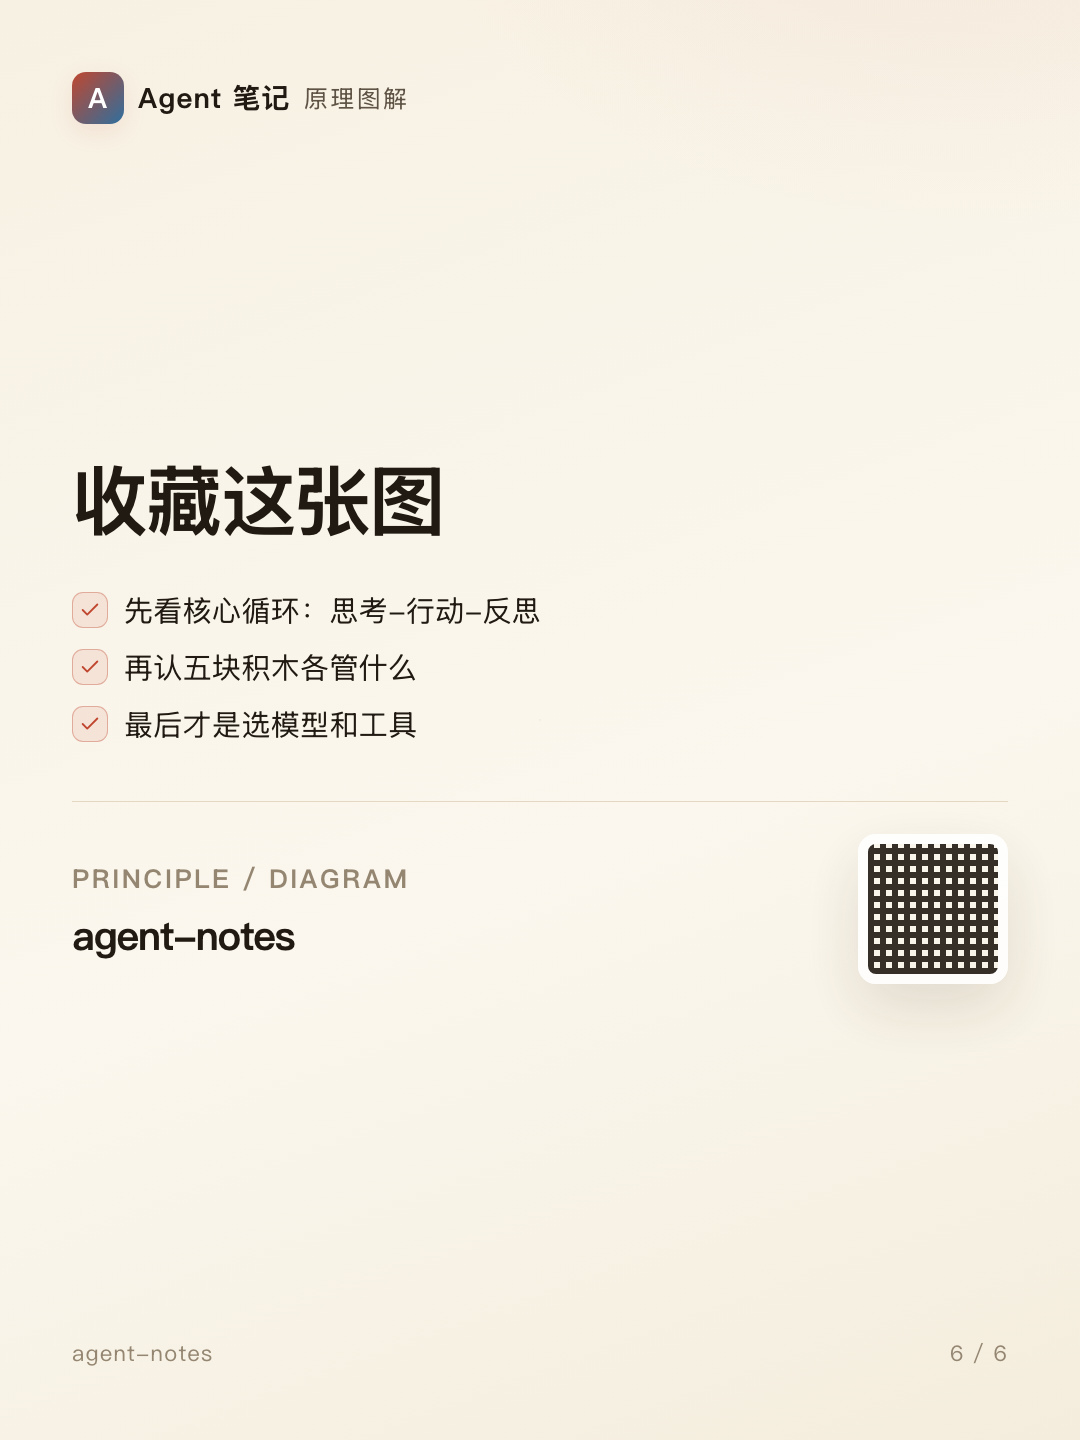 A Agent 笔记 原理图解
收藏这张图
先看核心循环：思考–行动–反思
再认五块积木各管什么
最后才是选模型和工具
PRINCIPLE / DIAGRAM
agent–notes
agent–notes
6 / 6